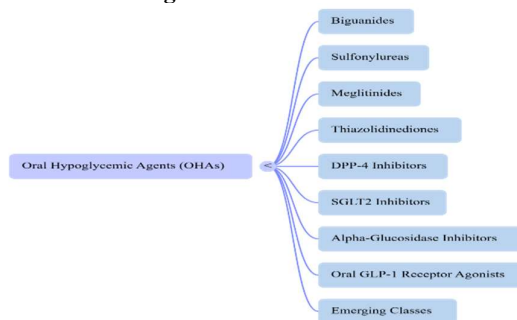 Biguanides
Sulfonylureas
Meglitinides
Thiazolidinediones
Oral Hypoglycemic Agents (OHAs)
<
DPP-4 Inhibitors
SGLT2 Inhibitors
Alpha-Glucosidase Inhibitors
Oral GLP-1 Receptor Agonists
Emerging Classes